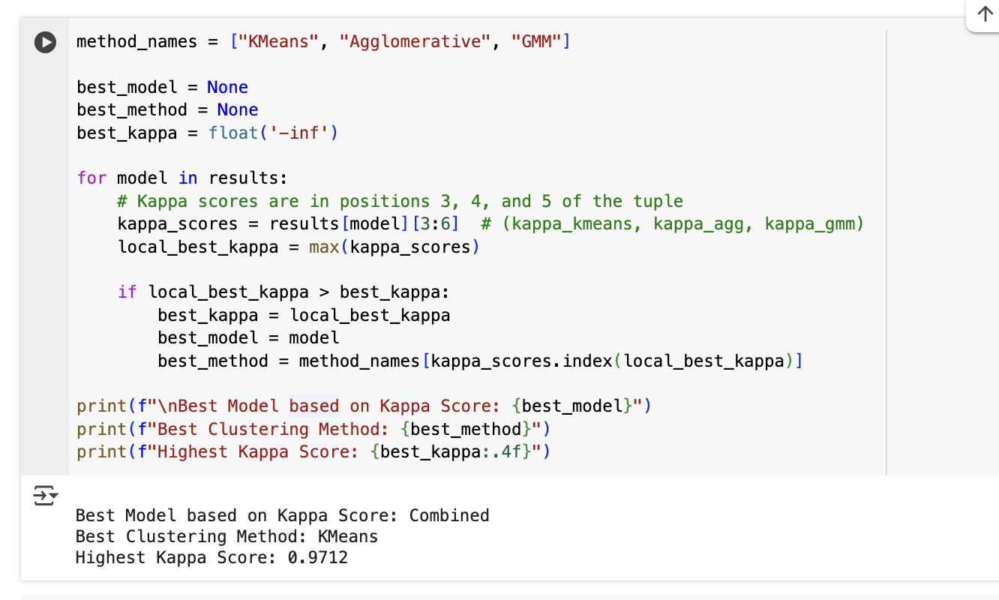 method_names = ["KMeans", "Agglomerative", "GMM"]
best_model = None
best_method = None
best_kappa = float('-inf')
for model in results:
    # Kappa scores are in positions 3, 4, and 5 of the tuple
    kappa_scores = results[model][3:6]  # (kappa_kmeans, kappa_agg, kappa_gmm)
    local_best_kappa = max(kappa_scores)
    if local_best_kappa > best_kappa:
        best_kappa = local_best_kappa
        best_model = model
        best_method = method_names[kappa_scores.index(local_best_kappa)]
print(f"\nBest Model based on Kappa Score: {best_model}")
print(f"Best Clustering Method: {best_method}")
print(f"Highest Kappa Score: {best_kappa:.4f}")
Best Model based on Kappa Score: Combined
Best Clustering Method: KMeans
Highest Kappa Score: 0.9712